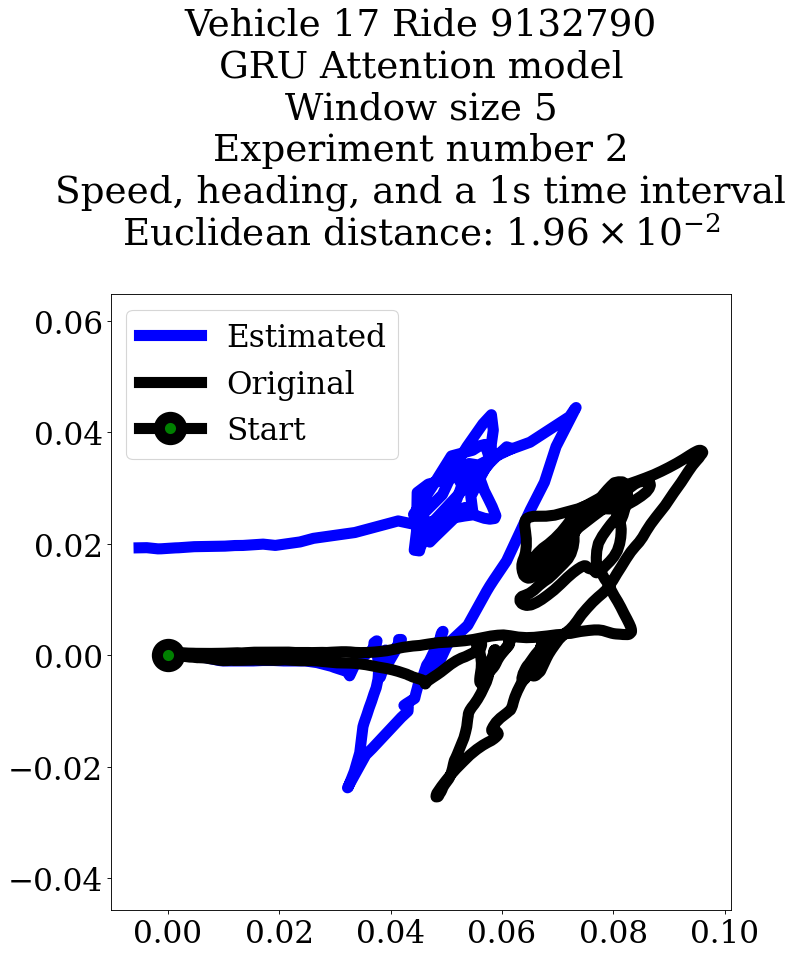 Vehicle 17 Ride 9132790
GRU Attention model
Window size 5
Experiment number 2
Speed, heading, and a 1s time interval
Euclidean distance: 1.96 × 10⁻²
Estimated
Original
Start
0.06
0.04
0.02
0.00
−0.02
−0.04
0.00 0.02 0.04 0.06 0.08 0.10